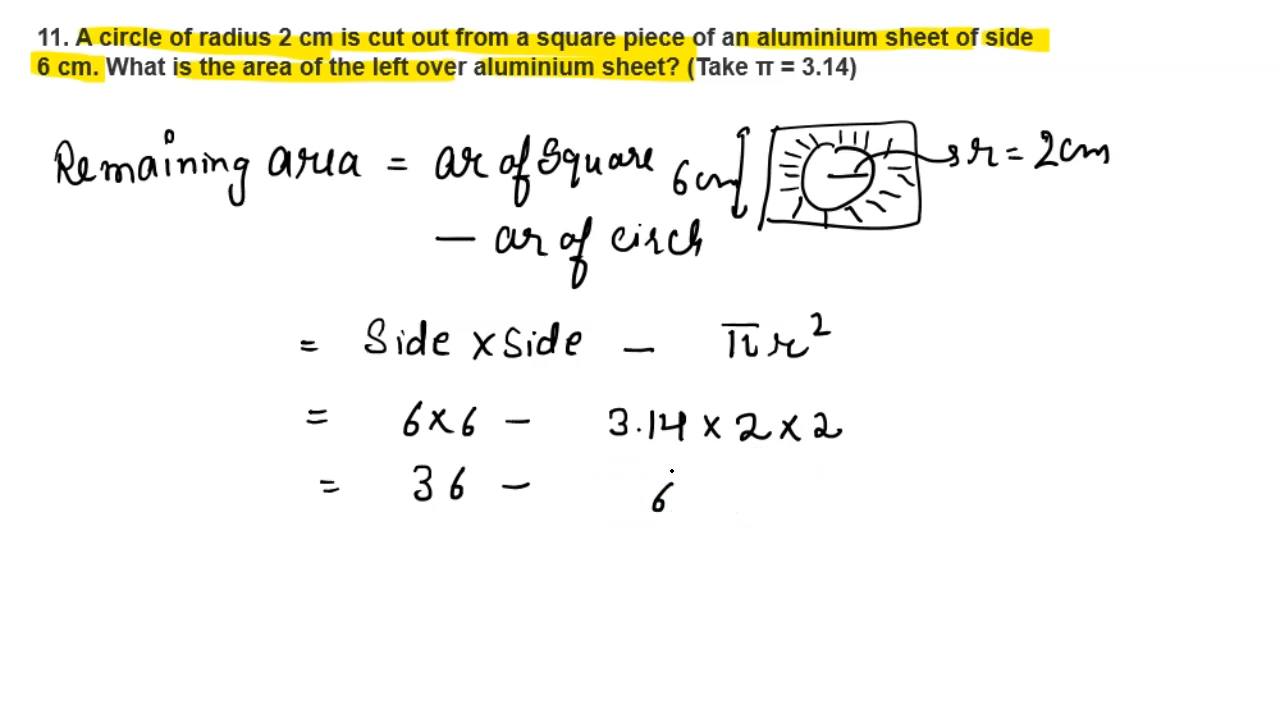 11. A circle of radius 2 cm is cut out from a square piece of an aluminium sheet of side
6 cm. What is the area of the left over aluminium sheet? (Take π = 3.14)
Remaining area = ar of Square 6cm r = 2cm
— ar of circle
= Side x Side — πr²
= 6×6 — 3.14 × 2 × 2
= 36 — 6